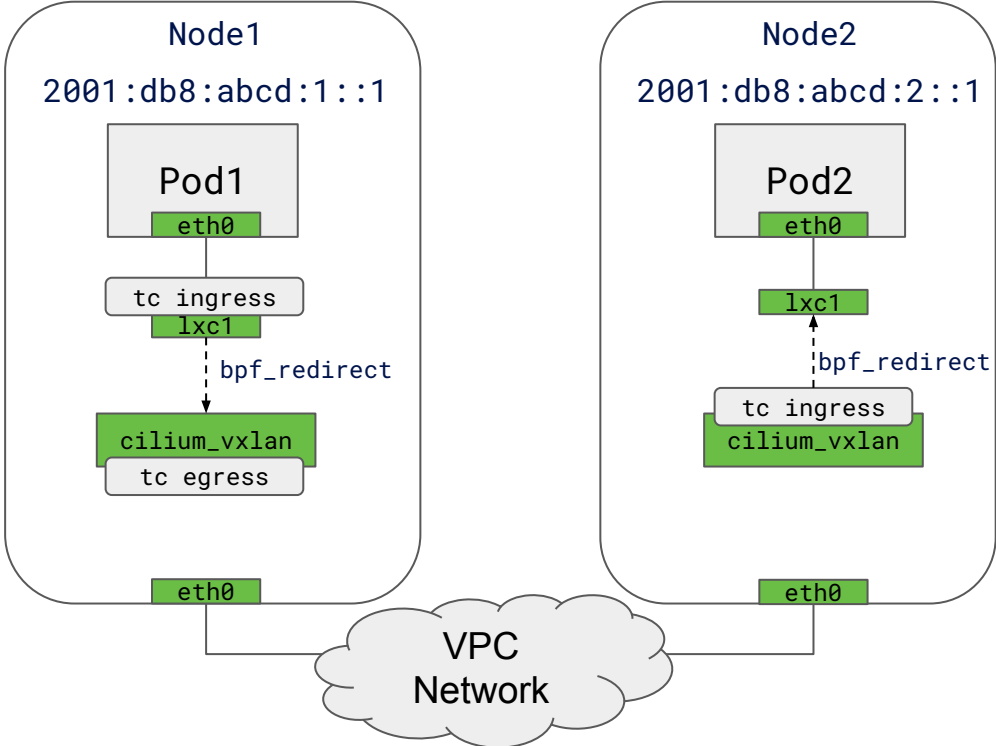 Node1
2001:db8:abcd:1::1
Pod1
eth0
tc ingress
lxc1
bpf_redirect
cilium_vxlan
tc egress
eth0
Node2
2001:db8:abcd:2::1
Pod2
eth0
lxc1
bpf_redirect
tc ingress
cilium_vxlan
eth0
VPC
Network